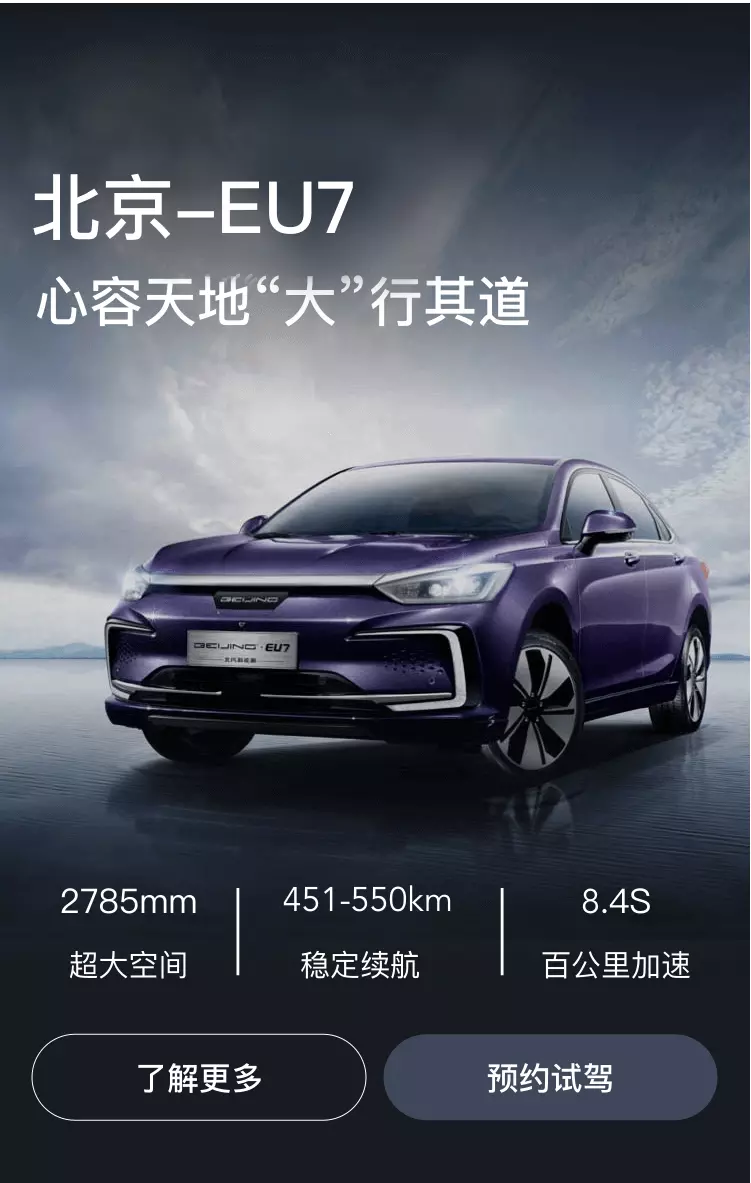 北京-EU7
心容天地“大”行其道
BEIJING
BEIJING·EU7
北汽新能源
2785mm
451-550km
8.4S
超大空间
稳定续航
百公里加速
了解更多
预约试驾